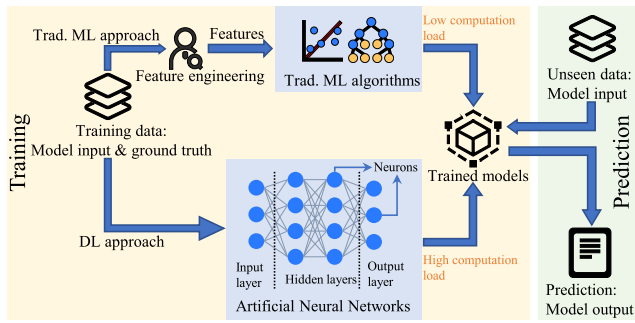 Trad. ML approach
Features
Feature engineering
Trad. ML algorithms
Low computation
load
Unseen data:
Model input
Training data:
Model input & ground truth
Training
Trained models
Prediction
Neurons
DL approach
Input
layer
Hidden layers
Output
layer
Artificial Neural Networks
High computation
load
Prediction:
Model output